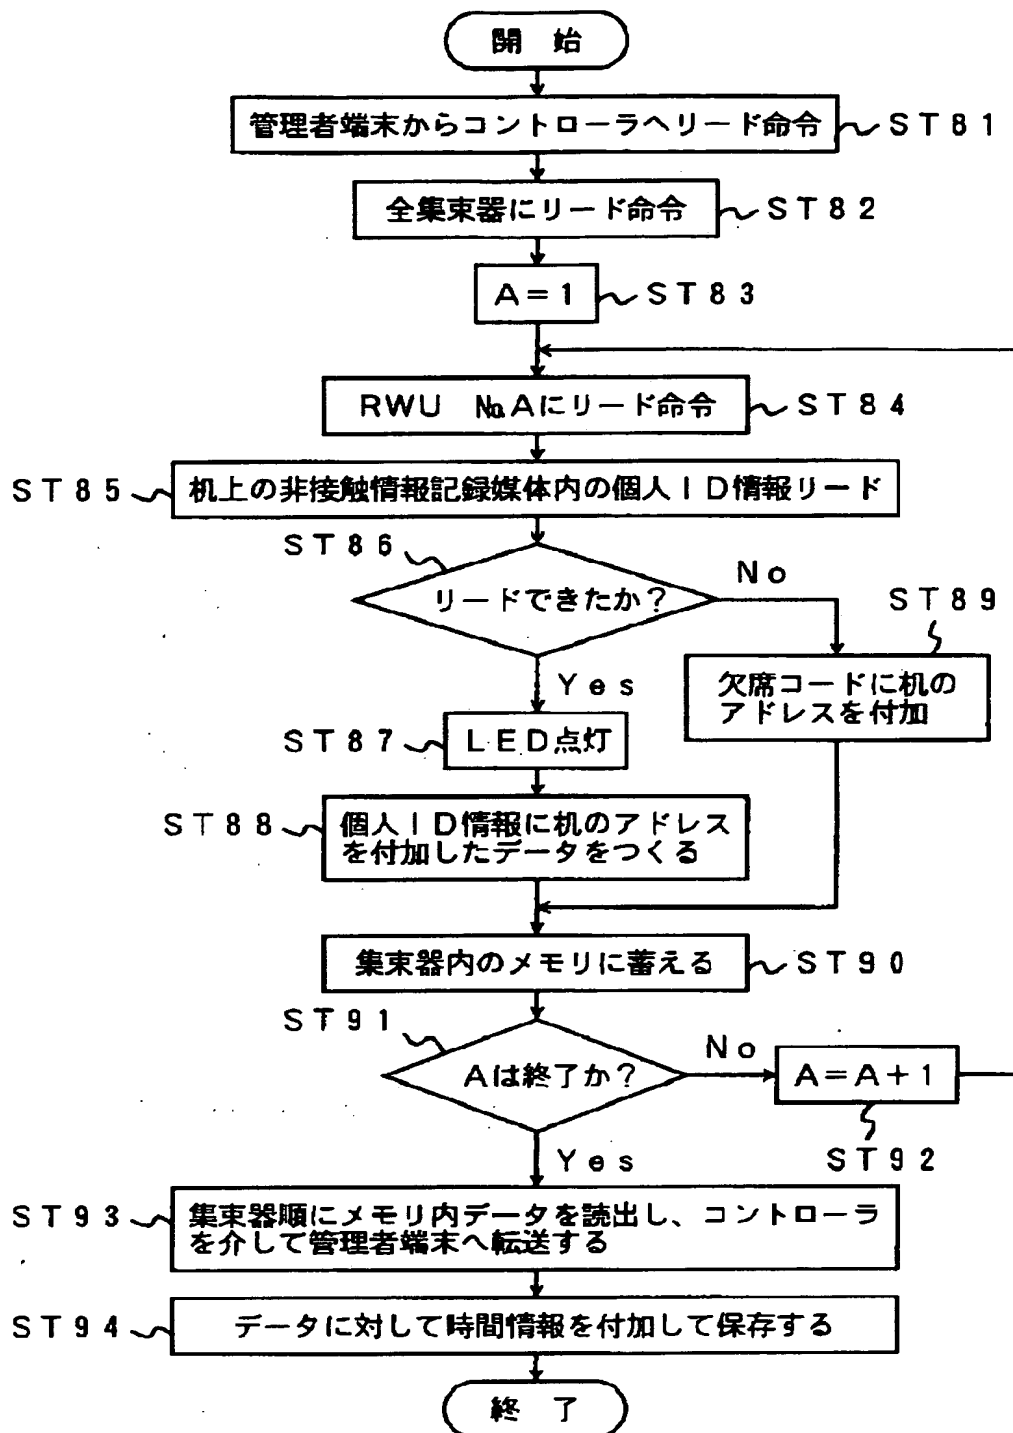 開 始
管理者端末からコントローラへリード命令
ST81
全集束器にリード命令
ST82
A=1
ST83
RWU №Aにリード命令
ST84
ST85
机上の非接触情報記録媒体内の個人ID情報リード
ST86
リードできたか?
No
ST89
欠席コードに机の
アドレスを付加
Yes
ST87
LED点灯
ST88
個人ID情報に机のアドレス
を付加したデータをつくる
集束器内のメモリに蓄える
ST90
ST91
Aは終了か?
No
A=A+1
ST92
Yes
ST93
集束器順にメモリ内データを読出し、コントローラ
を介して管理者端末へ転送する
ST94
データに対して時間情報を付加して保存する
終 了